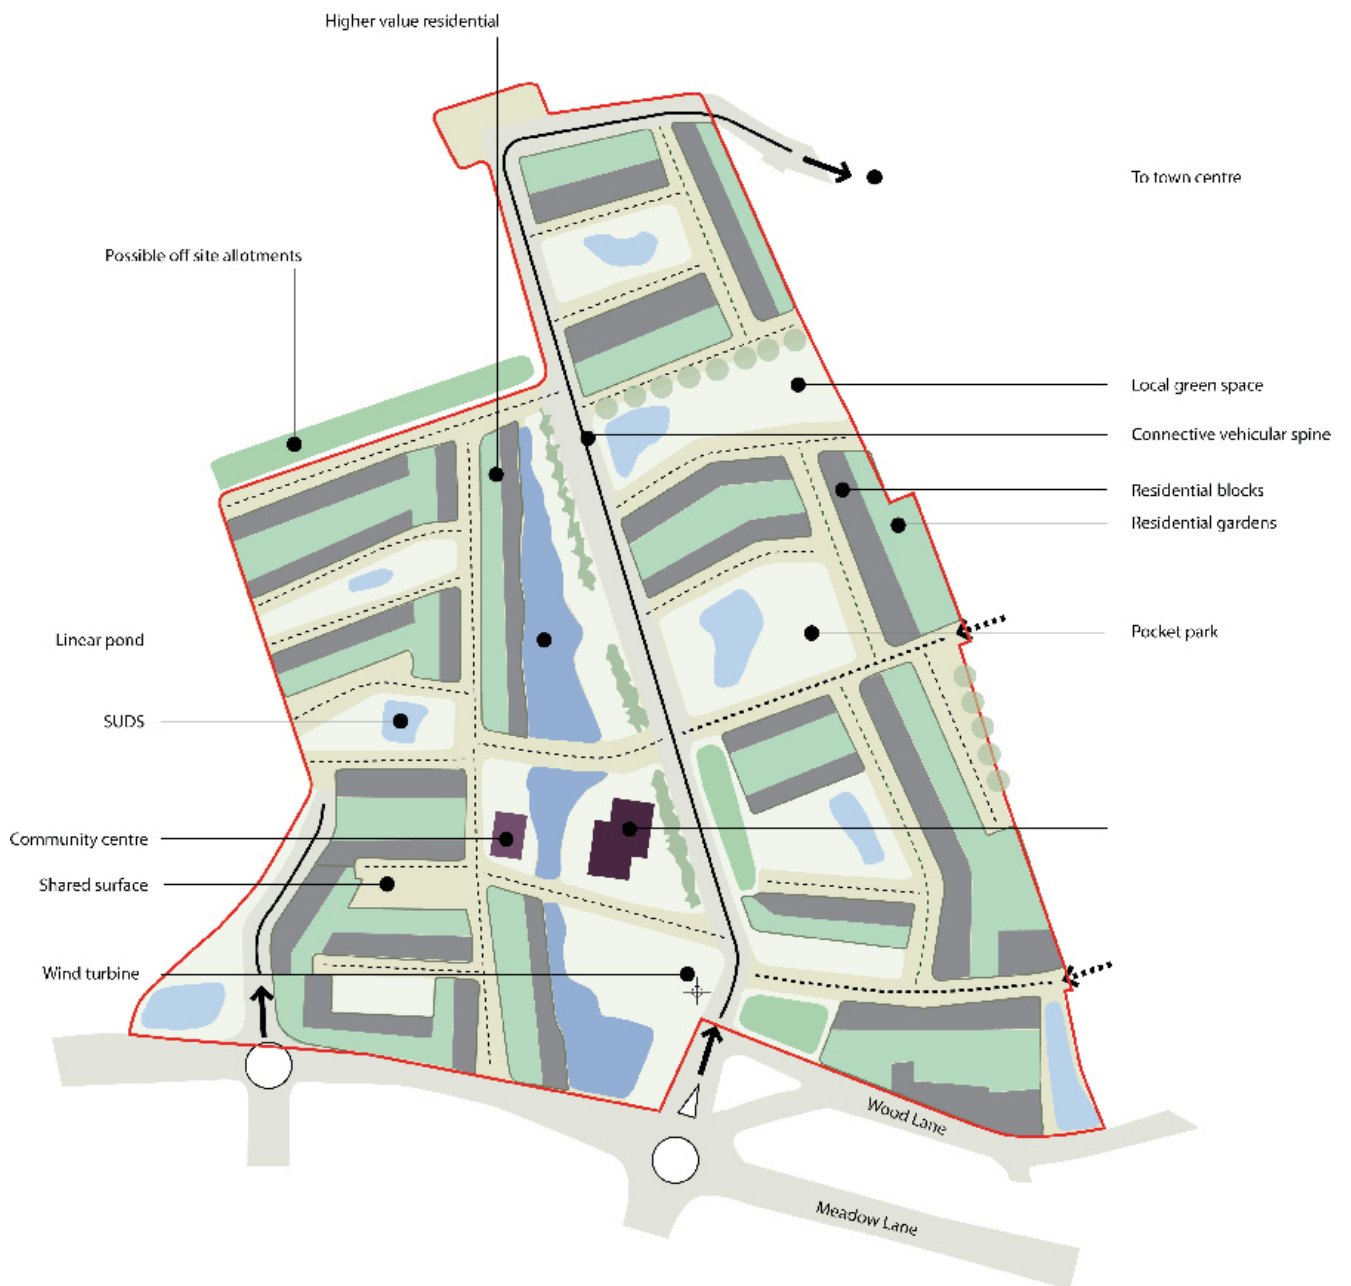 Higher value residential
To town centre
Possible off site allotments
Local green space
Connective vehicular spine
Residential blocks
Residential gardens
Linear pond
Pocket park
SUDS
Community centre
Shared surface
Wind turbine
Wood Lane
Meadow Lane